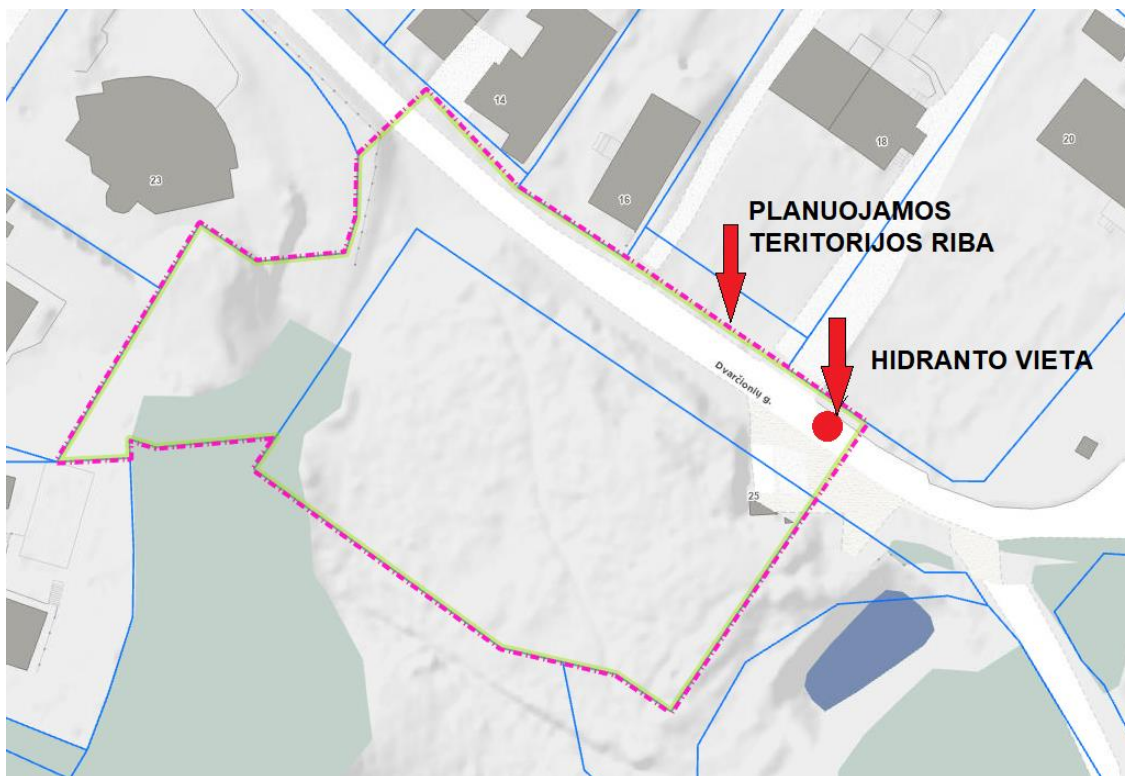 14
23
18
20
16
PLANUOJAMOS
TERITORIJOS RIBA
HIDRANTO VIETA
Dvarčionių g.
25